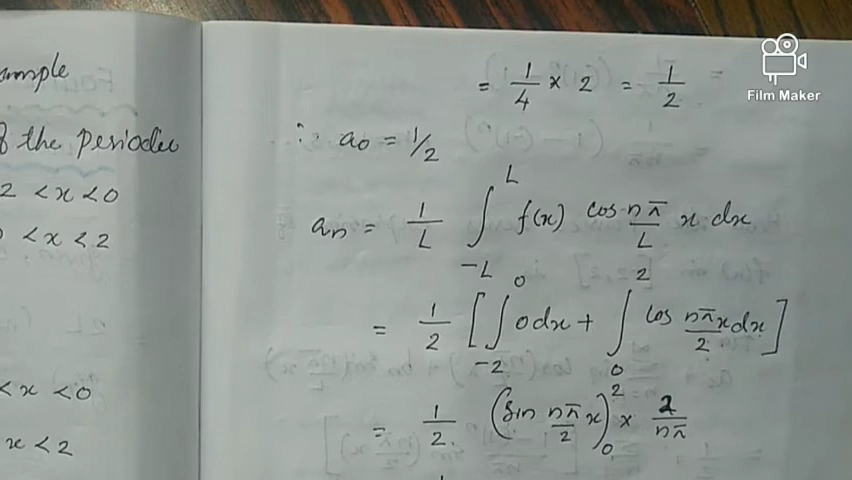 ample
of the periodic
2 < x < 0
0 < x < 2
< x < 0
x < 2
= 1/4 × 2 = 1/2
∴ a₀ = 1/2
aₙ = 1/L ∫_{-L}^{L} f(x) cos nπ/L x dx
= 1/2 [∫_{-2}^{0} 0 dx + ∫_{0}^{2} cos nπx/2 dx]
= 1/2 (sin nπ/2 x)_{0}^{2} × 2/nπ
Film Maker